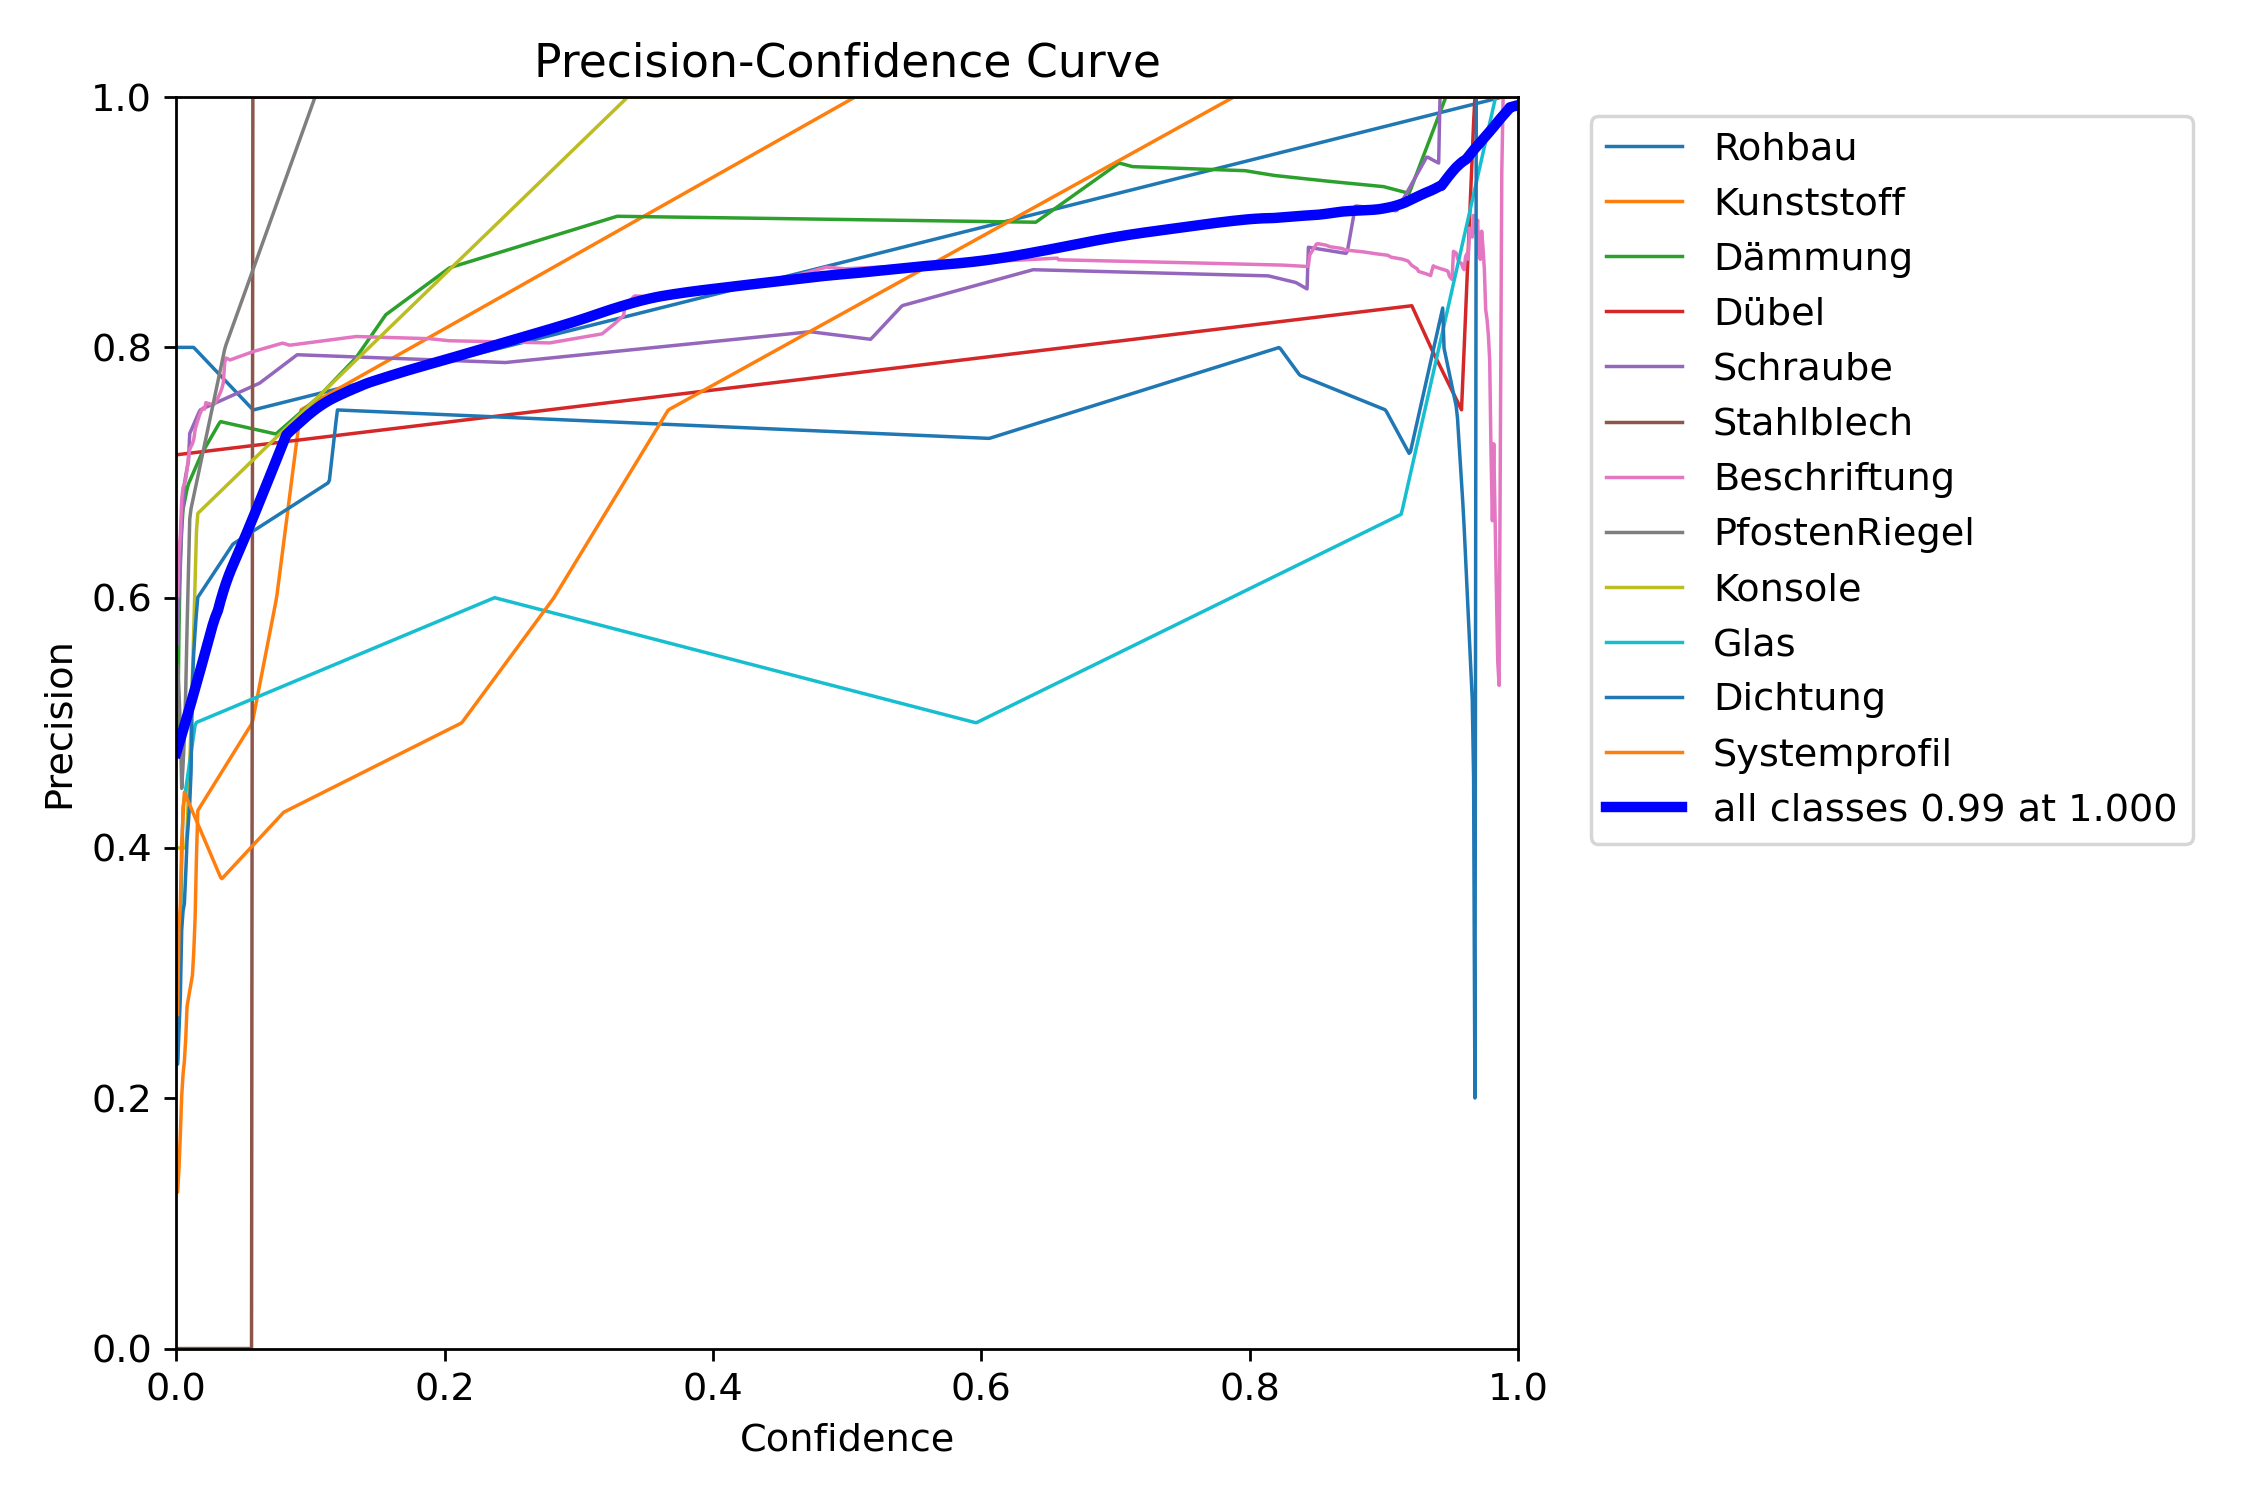 Precision-Confidence Curve
1.0
0.8
0.6
0.4
0.2
0.0
Precision
0.0 0.2 0.4 0.6 0.8 1.0
Confidence
Rohbau
Kunststoff
Dämmung
Dübel
Schraube
Stahlblech
Beschriftung
PfostenRiegel
Konsole
Glas
Dichtung
Systemprofil
all classes 0.99 at 1.000